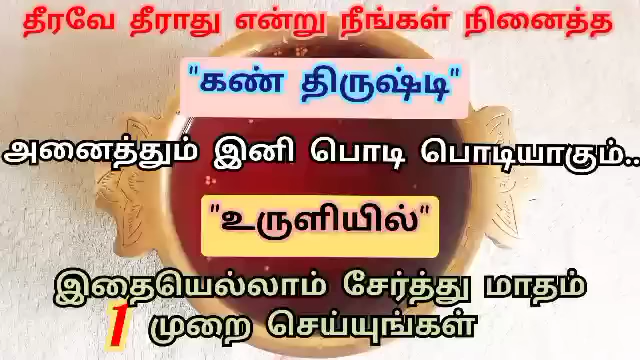 தீரவே தீராது என்று நீங்கள் நினைத்த
"கண் திருஷ்டி"
அனைத்தும் இனி பொடி பொடியாகும்..
"உருளியில்"
இதையெல்லாம் சேர்த்து மாதம்
1 முறை செய்யுங்கள்